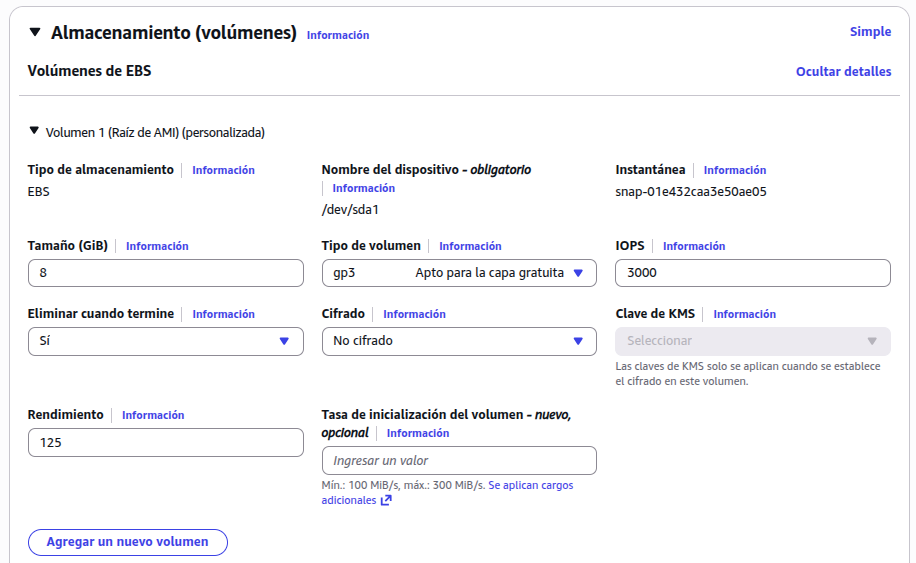 Almacenamiento (volúmenes) Información Simple
Volúmenes de EBS Ocultar detalles
Volumen 1 (Raíz de AMI) (personalizada)
Tipo de almacenamiento Información
EBS
Nombre del dispositivo - obligatorio
Información
/dev/sda1
Instantánea Información
snap-01e432caa3e50ae05
Tamaño (GiB) Información
8
Tipo de volumen Información
gp3 Apto para la capa gratuita
IOPS Información
3000
Eliminar cuando termine Información
Sí
Cifrado Información
No cifrado
Clave de KMS Información
Seleccionar
Las claves de KMS solo se aplican cuando se establece
el cifrado en este volumen.
Rendimiento Información
125
Tasa de inicialización del volumen - nuevo,
opcional Información
Ingresar un valor
Mín.: 100 MiB/s, máx.: 300 MiB/s. Se aplican cargos
adicionales
Agregar un nuevo volumen